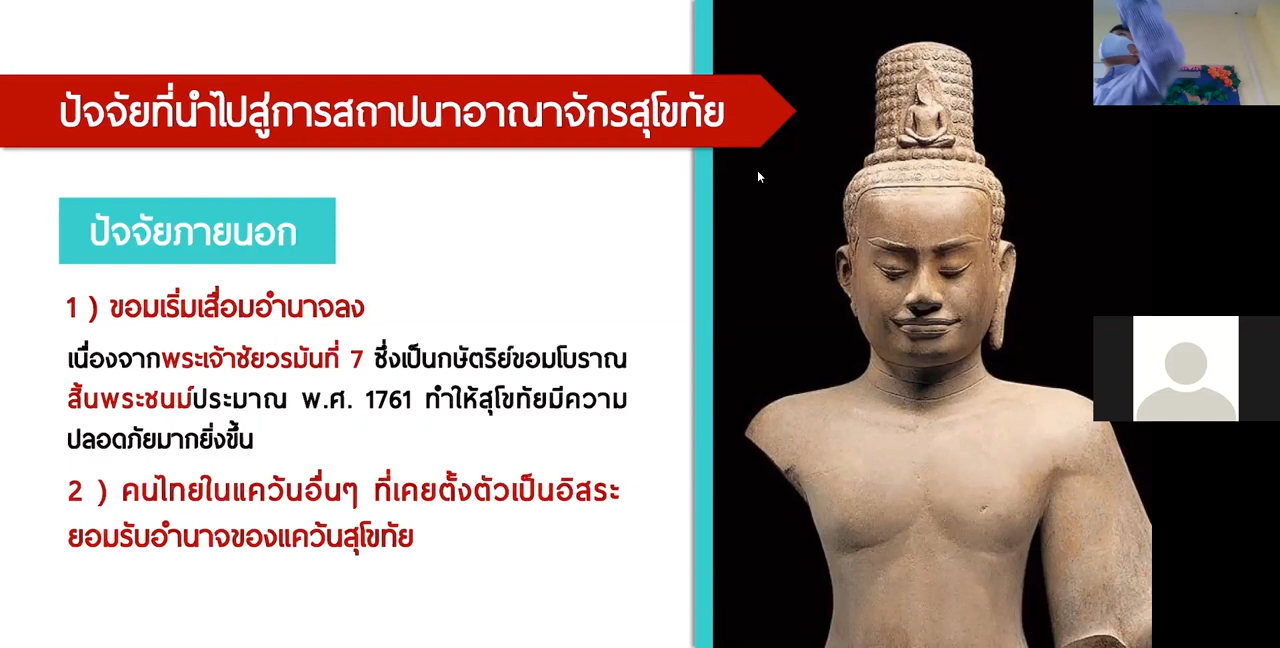 ปัจจัยที่นำไปสู่การสถาปนาอาณาจักรสุโขทัย
ปัจจัยภายนอก
1 ) ขอมเริ่มเสื่อมอำนาจลง
เนื่องจากพระเจ้าชัยวรมันที่ 7 ซึ่งเป็นกษัตริย์ขอมโบราณ
สิ้นพระชนม์ประมาณ พ.ศ. 1761 ทำให้สุโขทัยมีความ
ปลอดภัยมากยิ่งขึ้น
2 ) คนไทยในแคว้นอื่นๆ ที่เคยตั้งตัวเป็นอิสระ
ยอมรับอำนาจของแคว้นสุโขทัย